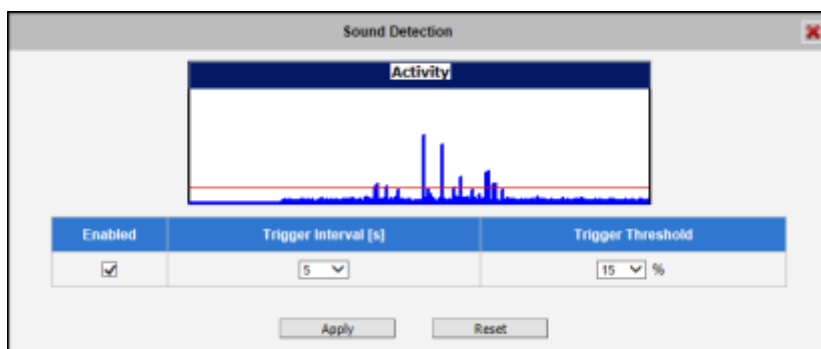 Sound Detection
Activity
Enabled Trigger Interval [s] Trigger Threshold
5 15 %
Apply Reset